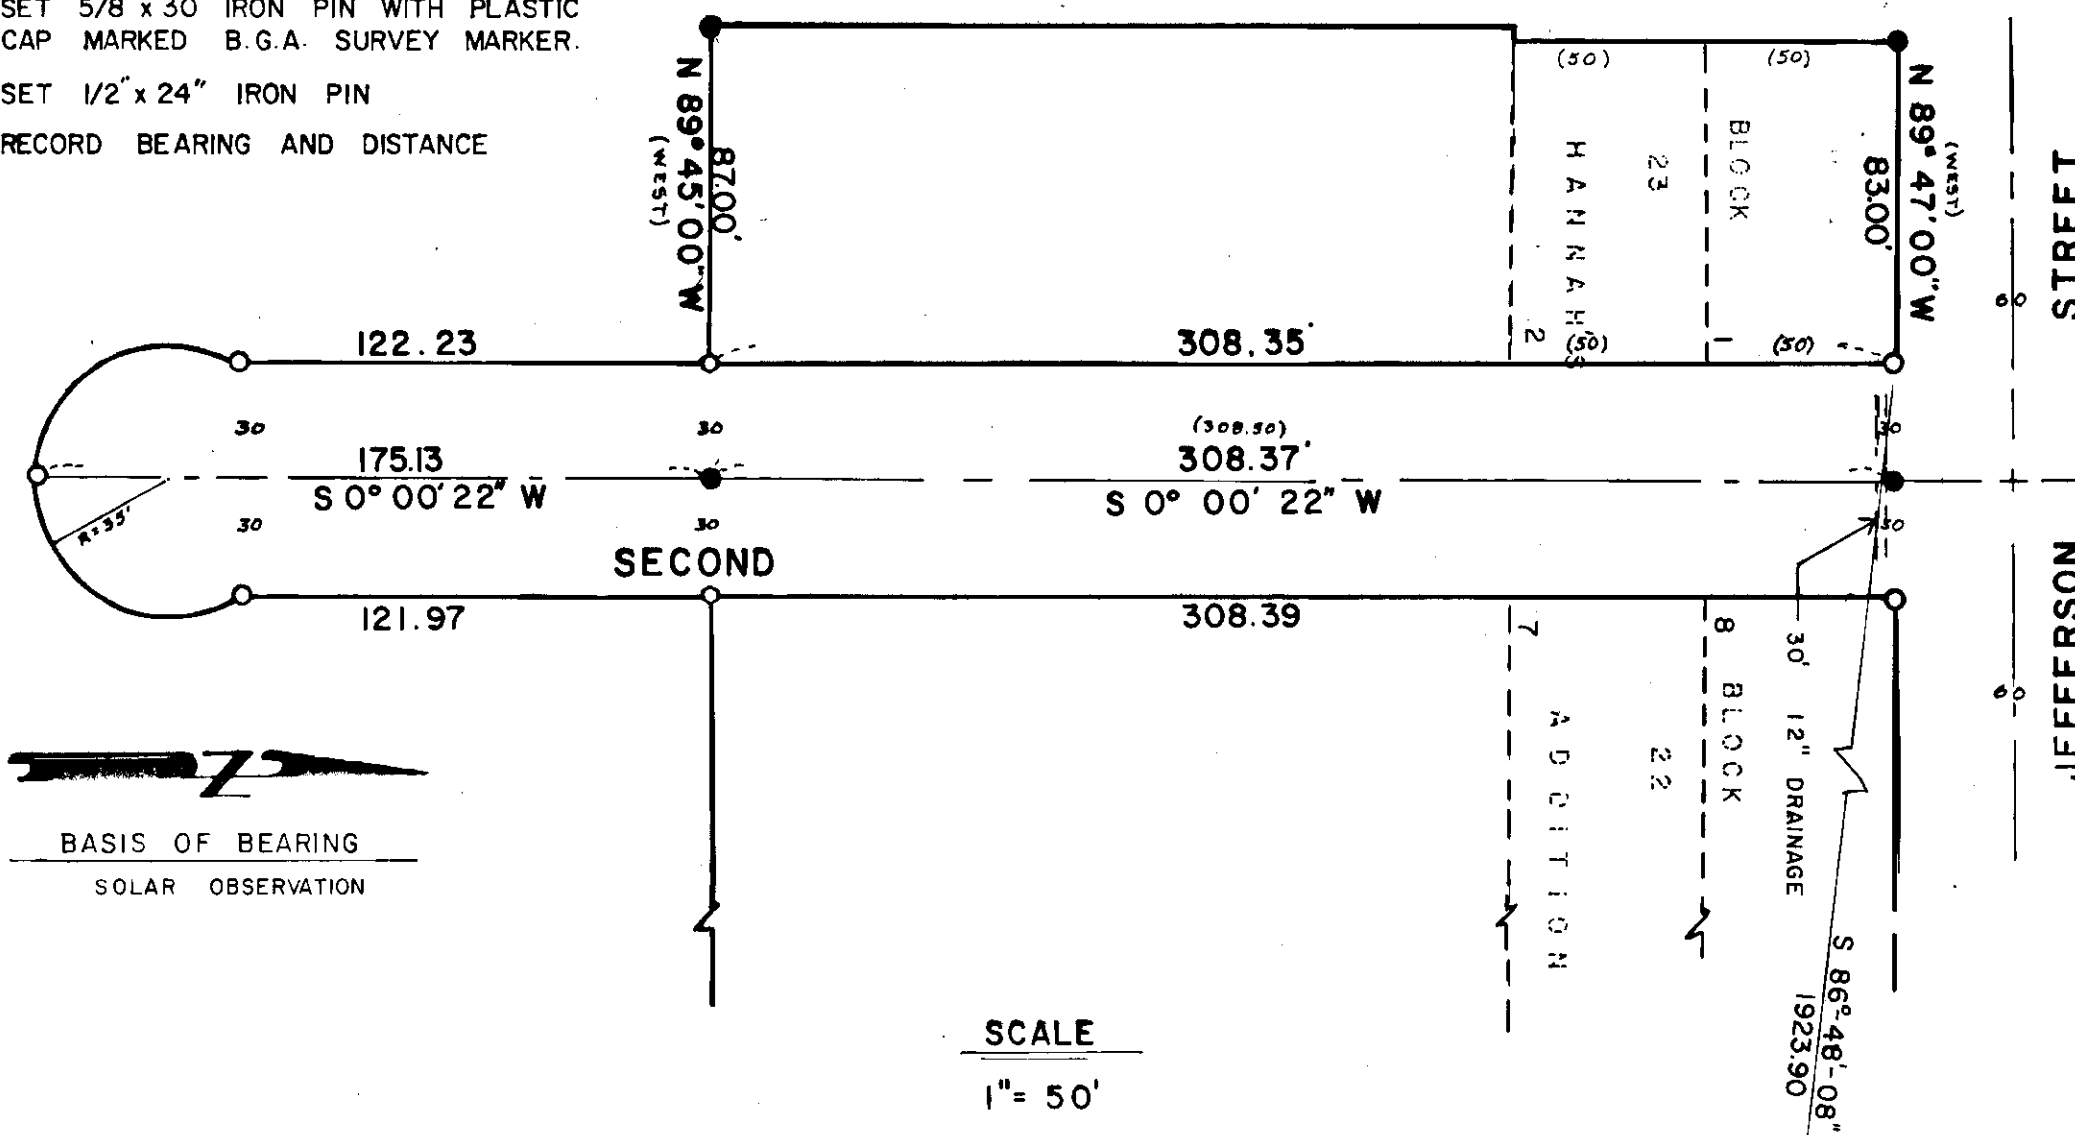 SET 5/8 x 30 IRON PIN WITH PLASTIC
CAP MARKED B.G.A. SURVEY MARKER.
SET 1/2" x 24" IRON PIN
RECORD BEARING AND DISTANCE
N 89° 45' 00" W
(WEST)
87.00'
(50)
(50)
HANNAH'S
23
BLOCK
83.00'
N 89° 47' 00" W
(WEST)
STREET
60
122.23
308.35'
2
(50)
1
(50)
30
30
(308.50)
30
175.13
S 0° 00' 22" W
308.37'
S 0° 00' 22" W
R=35'
30
30
30
SECOND
121.97
308.39
7
8
30' 12" DRAINAGE
JEFFERSON
60
ADDITION
22
BLOCK
S 86°-48'-08"
1923.90
N
BASIS OF BEARING
SOLAR OBSERVATION
SCALE
1"= 50'